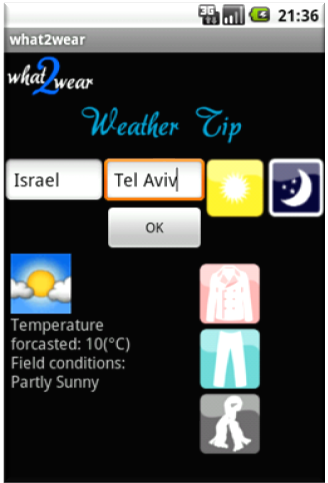 3G 21:36
what2wear
what2wear
Weather Tip
Israel Tel Aviv
OK
Temperature
forcasted: 10(°C)
Field conditions:
Partly Sunny